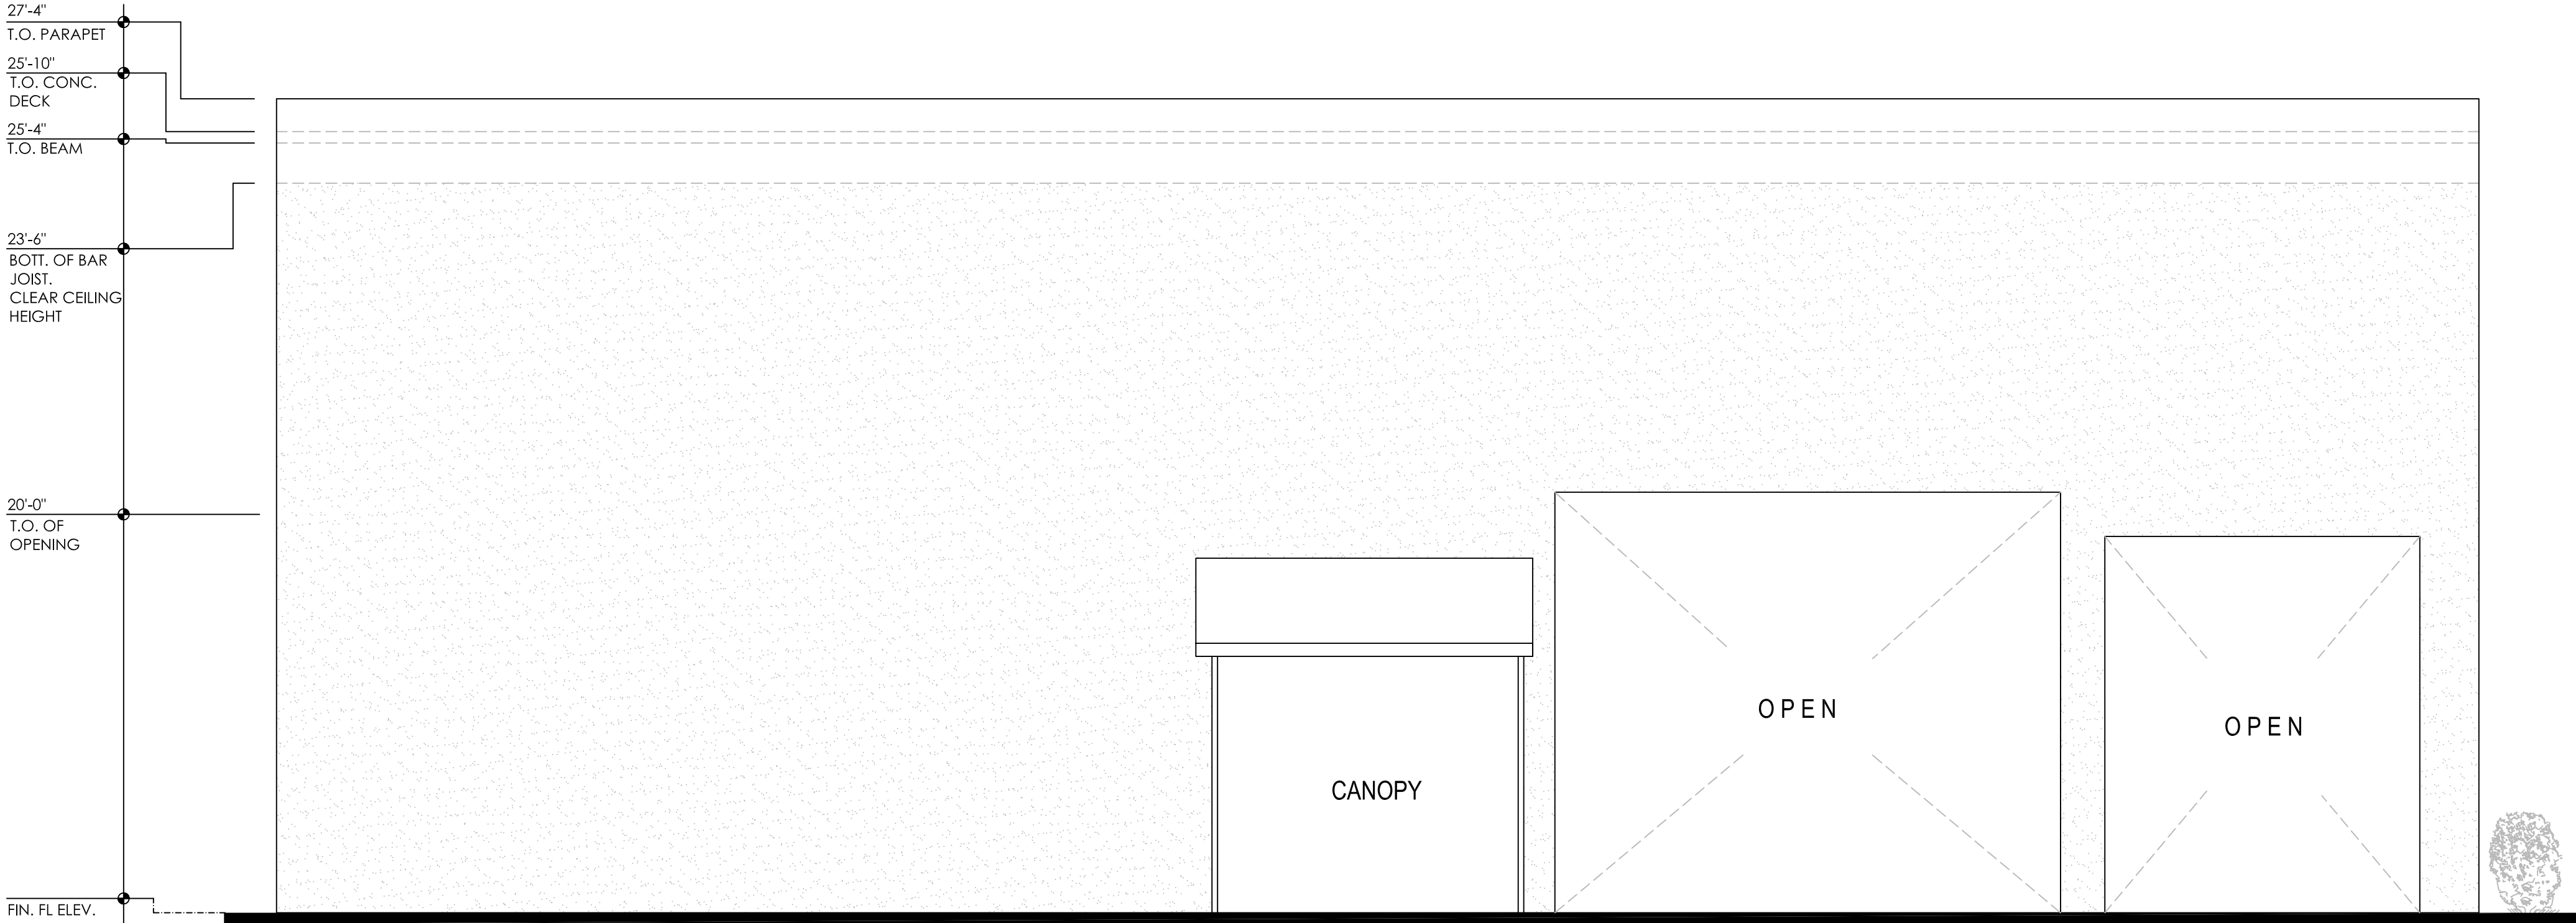 27'-4"
T.O. PARAPET
25'-10"
T.O. CONC.
DECK
25'-4"
T.O. BEAM
23'-6"
BOTT. OF BAR
JOIST.
CLEAR CEILING
HEIGHT
20'-0"
T.O. OF
OPENING
OPEN
OPEN
CANOPY
FIN. FL ELEV.